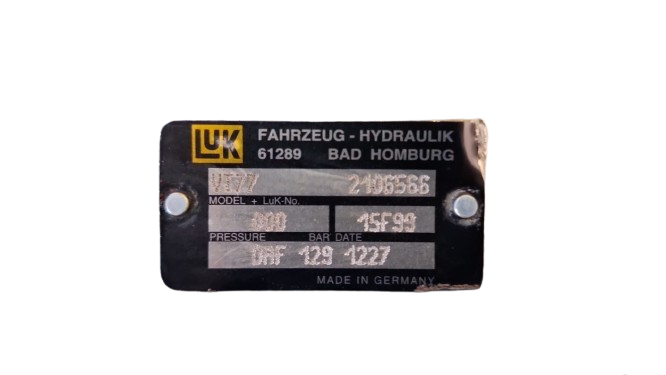 LUK FAHRZEUG - HYDRAULIK
61289 BAD HOMBURG
2106566
MODEL + LuK-No.
15F99
PRESSURE BAR DATE
DAF 129 1227
MADE IN GERMANY